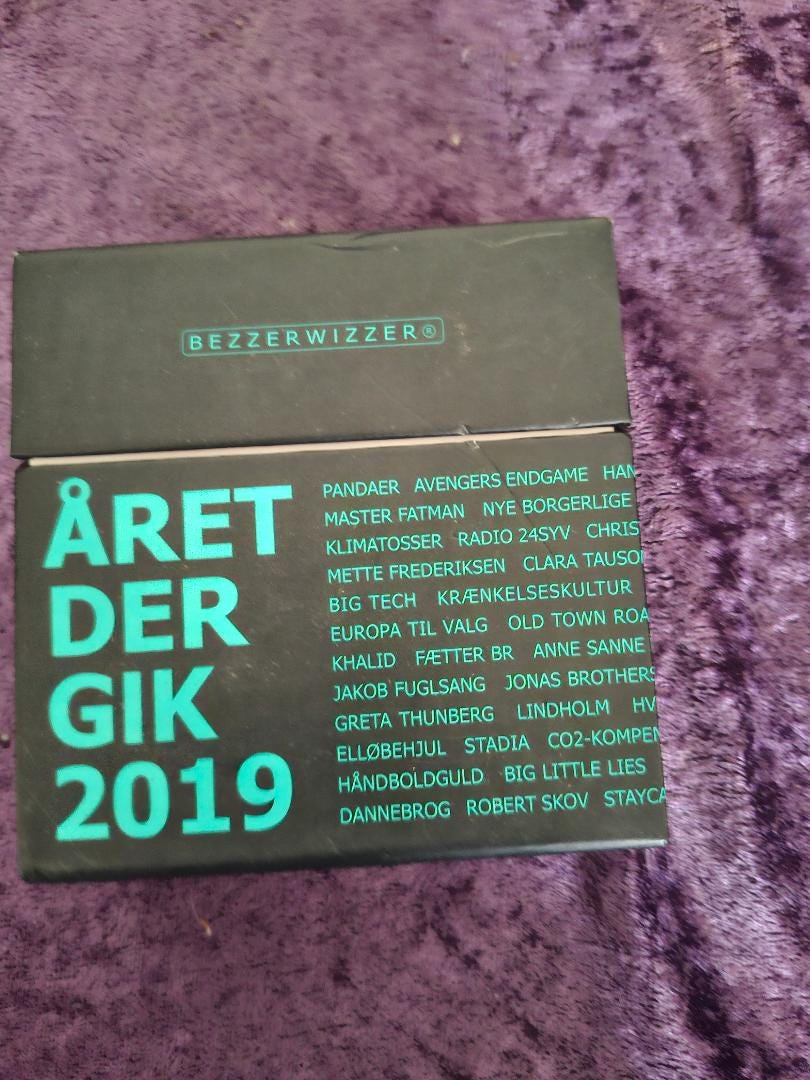 BEZZERWIZZER®
ÅRET
DER
GIK
2019
PANDAER AVENGERS ENDGAME
MASTER FATMAN NYE BORGERLIGE
KLIMATOSSER RADIO 24SYV
METTE FREDERIKSEN CLARA
BIG TECH KRÆNKELSESKULTUR
EUROPA TIL VALG OLD TOWN
KHALID FÆTTER BR ANNE SANNE
JAKOB FUGLSANG JONAS BROTHERS
GRETA THUNBERG LINDHOLM
ELLØBEHJUL STADIA
HÅNDBOLDGULD BIG LITTLE LIES
DANNEBROG ROBERT SKOV